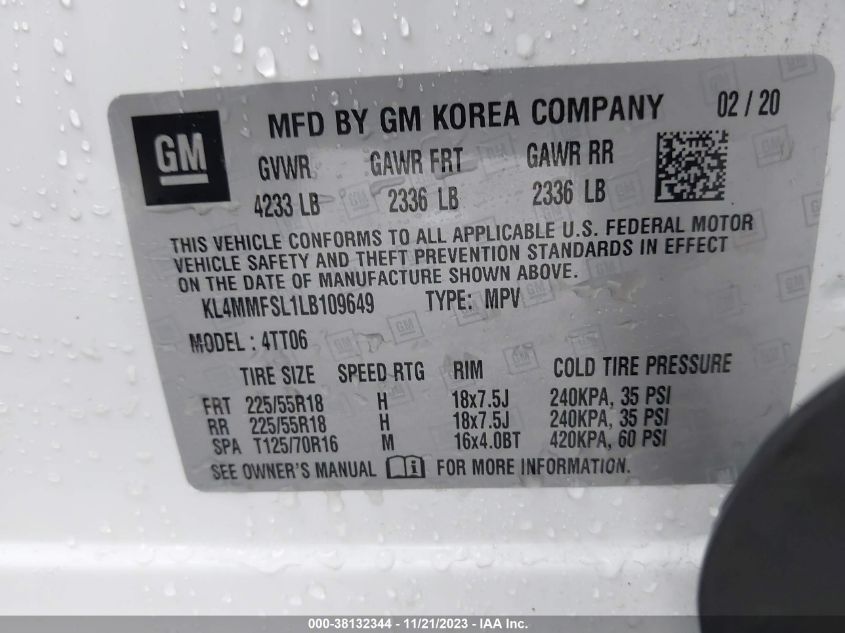 GM
MFD BY GM KOREA COMPANY 02 / 20
GVWR GAWR FRT GAWR RR
4233 LB 2336 LB 2336 LB
THIS VEHICLE CONFORMS TO ALL APPLICABLE U.S. FEDERAL MOTOR
VEHICLE SAFETY AND THEFT PREVENTION STANDARDS IN EFFECT
ON THE DATE OF MANUFACTURE SHOWN ABOVE.
KL4MMFSL1LB109649 TYPE: MPV
MODEL : 4TT06
TIRE SIZE SPEED RTG RIM COLD TIRE PRESSURE
FRT 225/55R18 H 18x7.5J 240KPA, 35 PSI
RR 225/55R18 H 18x7.5J 240KPA, 35 PSI
SPA T125/70R16 M 16x4.0BT 420KPA, 60 PSI
SEE OWNER'S MANUAL FOR MORE INFORMATION.
000-38132344 - 11/21/2023 - IAA Inc.